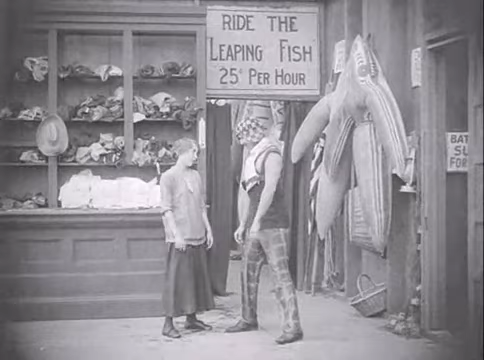 RIDE THE
LEAPING FISH
25¢ PER HOUR
BAT
SU
FOR